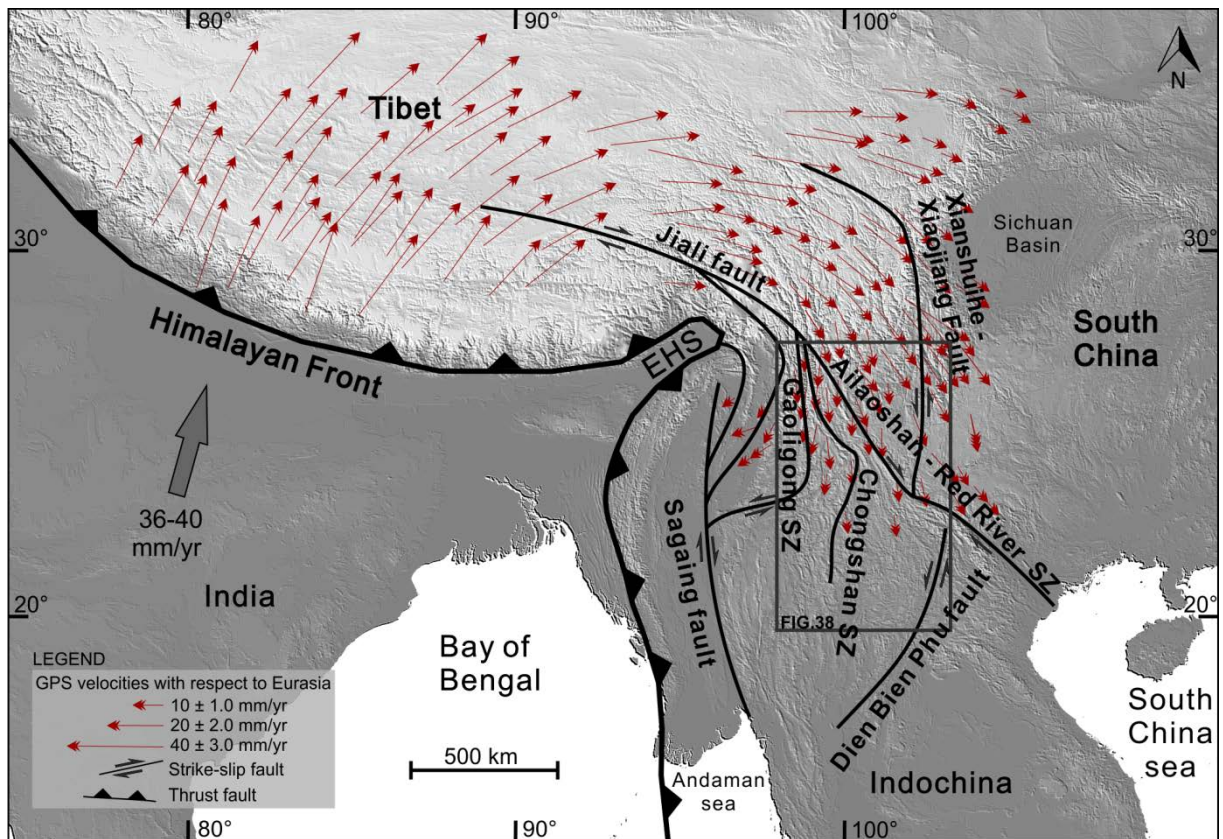 80°
90°
100°
N
Tibet
30°
30°
Jiali fault
Xianshuihe -
Xiaojiang Fault
Sichuan
Basin
Himalayan Front
EHS
South
China
Gaoligong SZ
Ailaoshan - Red River SZ
36-40
mm/yr
Sagaing fault
Chongshan SZ
India
20°
20°
FIG.38
Dien Bien Phu fault
Bay of
Bengal
LEGEND
GPS velocities with respect to Eurasia
10 ± 1.0 mm/yr
20 ± 2.0 mm/yr
40 ± 3.0 mm/yr
Strike-slip fault
Thrust fault
500 km
Andaman
sea
Indochina
South
China
sea
80°
90°
100°